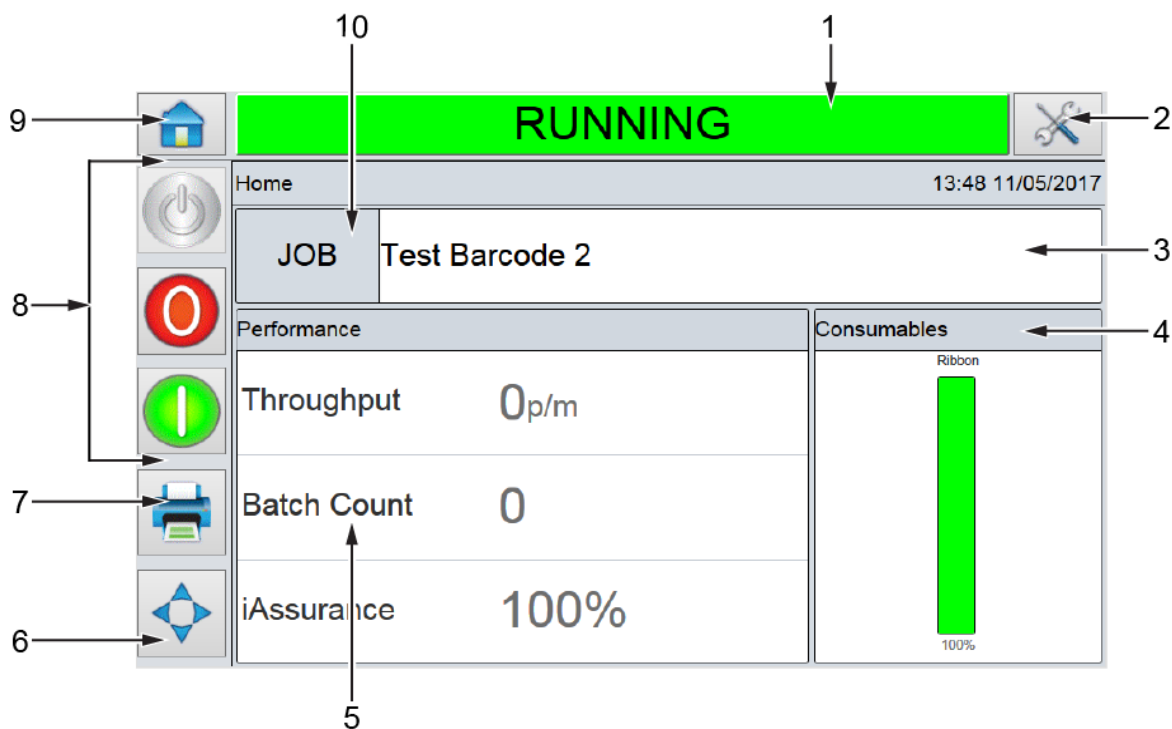 10 1
9 RUNNING 2
Home 13:48 11/05/2017
JOB Test Barcode 2 3
8 Performance Consumables 4
Ribbon
Throughput 0p/m
7 Batch Count 0
iAssurance 100%
6 100%
5